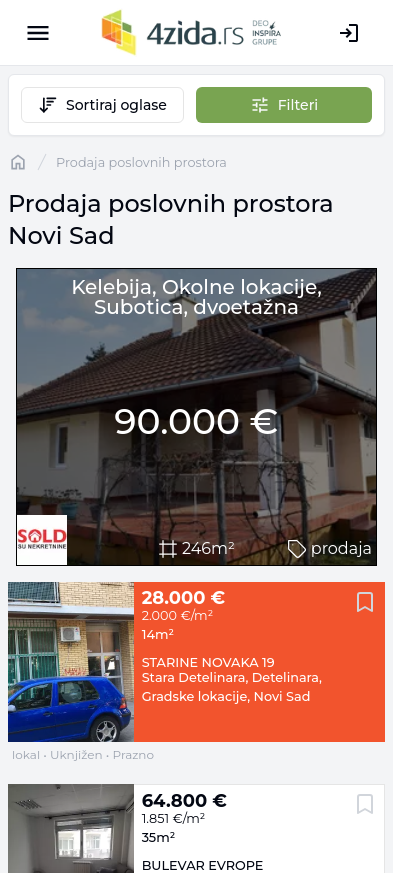 4zida.rs DEO INSPIRA GRUPE
Sortiraj oglase
Filteri
/ Prodaja poslovnih prostora
Prodaja poslovnih prostora
Novi Sad
Kelebija, Okolne lokacije,
Subotica, dvoetažna
90.000 €
SOLD
SU NEKRETNINE
246m²
prodaja
28.000 €
2.000 €/m²
14m²
STARINE NOVAKA 19
Stara Detelinara, Detelinara,
Gradske lokacije, Novi Sad
lokal • Uknjižen • Prazno
64.800 €
1.851 €/m²
35m²
BULEVAR EVROPE